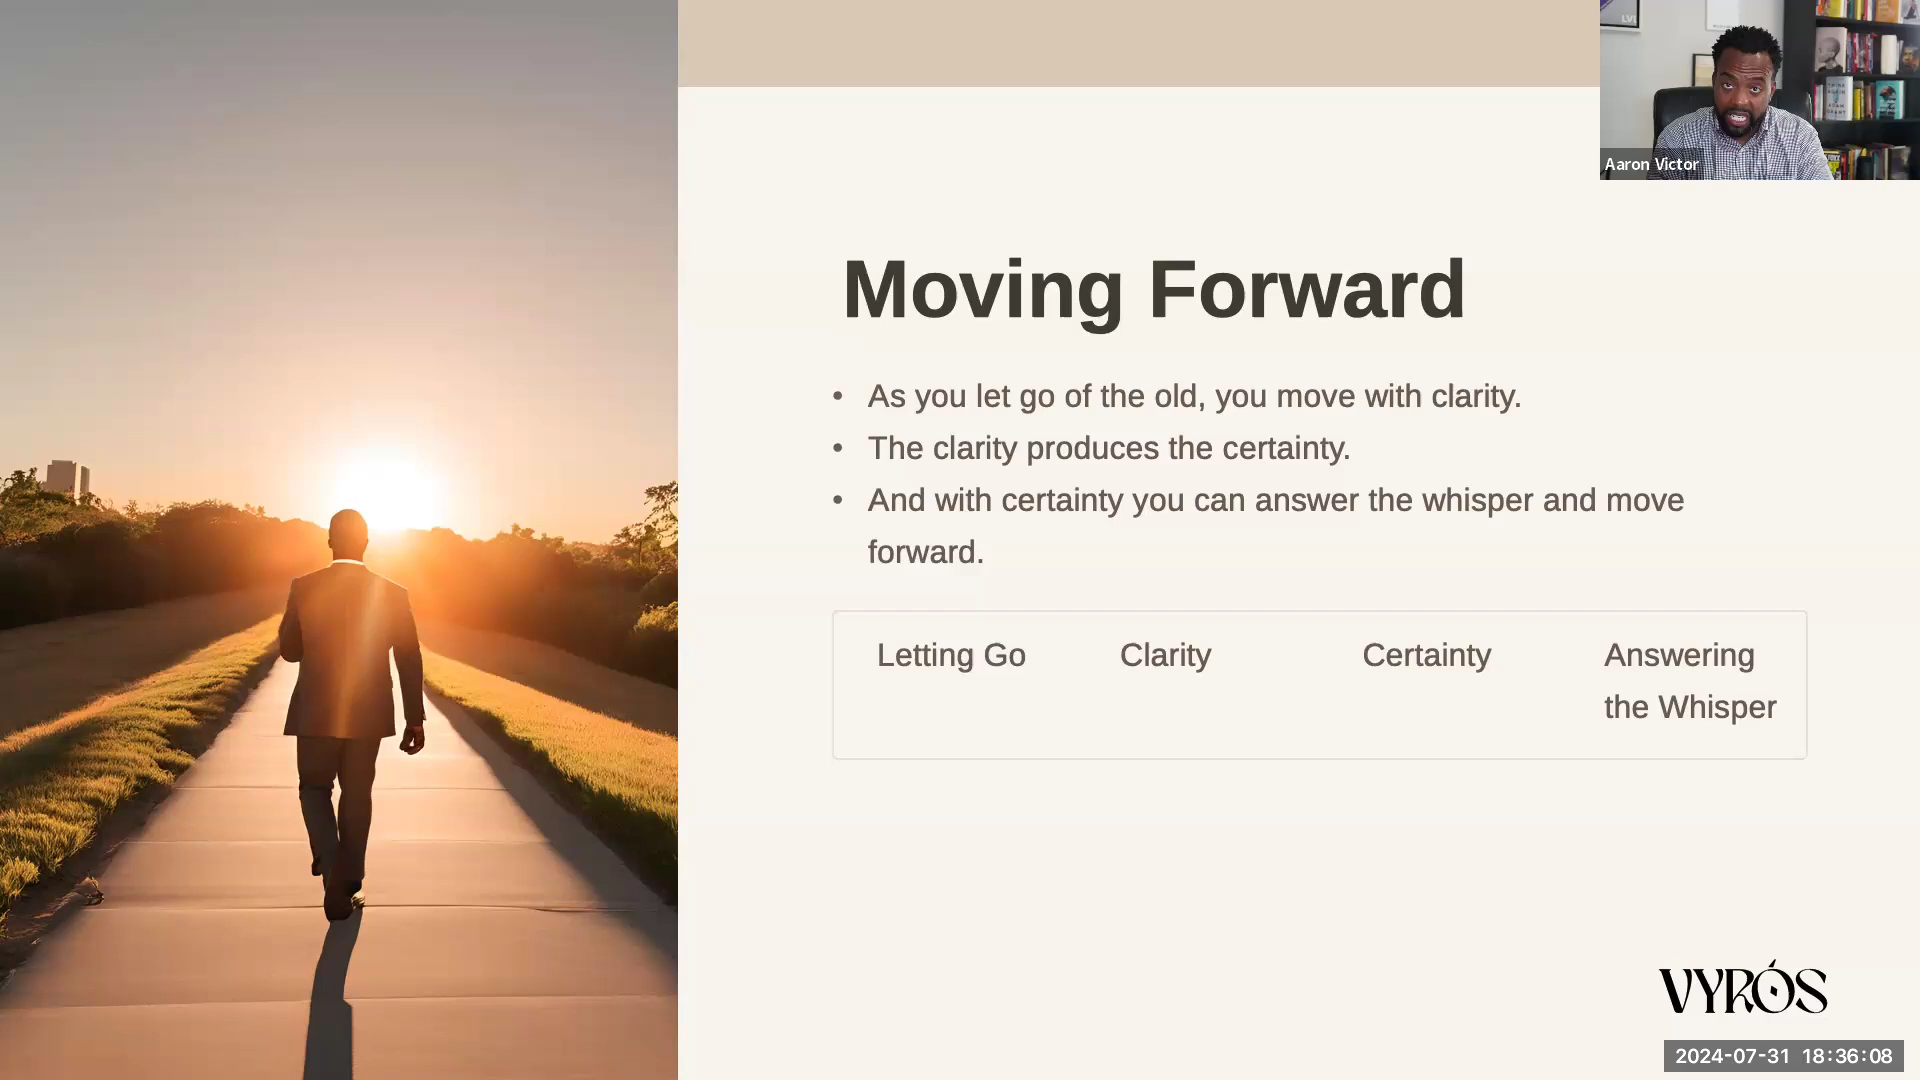 LVL
Aaron Victor
Moving Forward
• As you let go of the old, you move with clarity.
• The clarity produces the certainty.
• And with certainty you can answer the whisper and move
forward.
Letting Go Clarity Certainty Answering
the Whisper
VYRÓS
2024-07-31 18:36:08